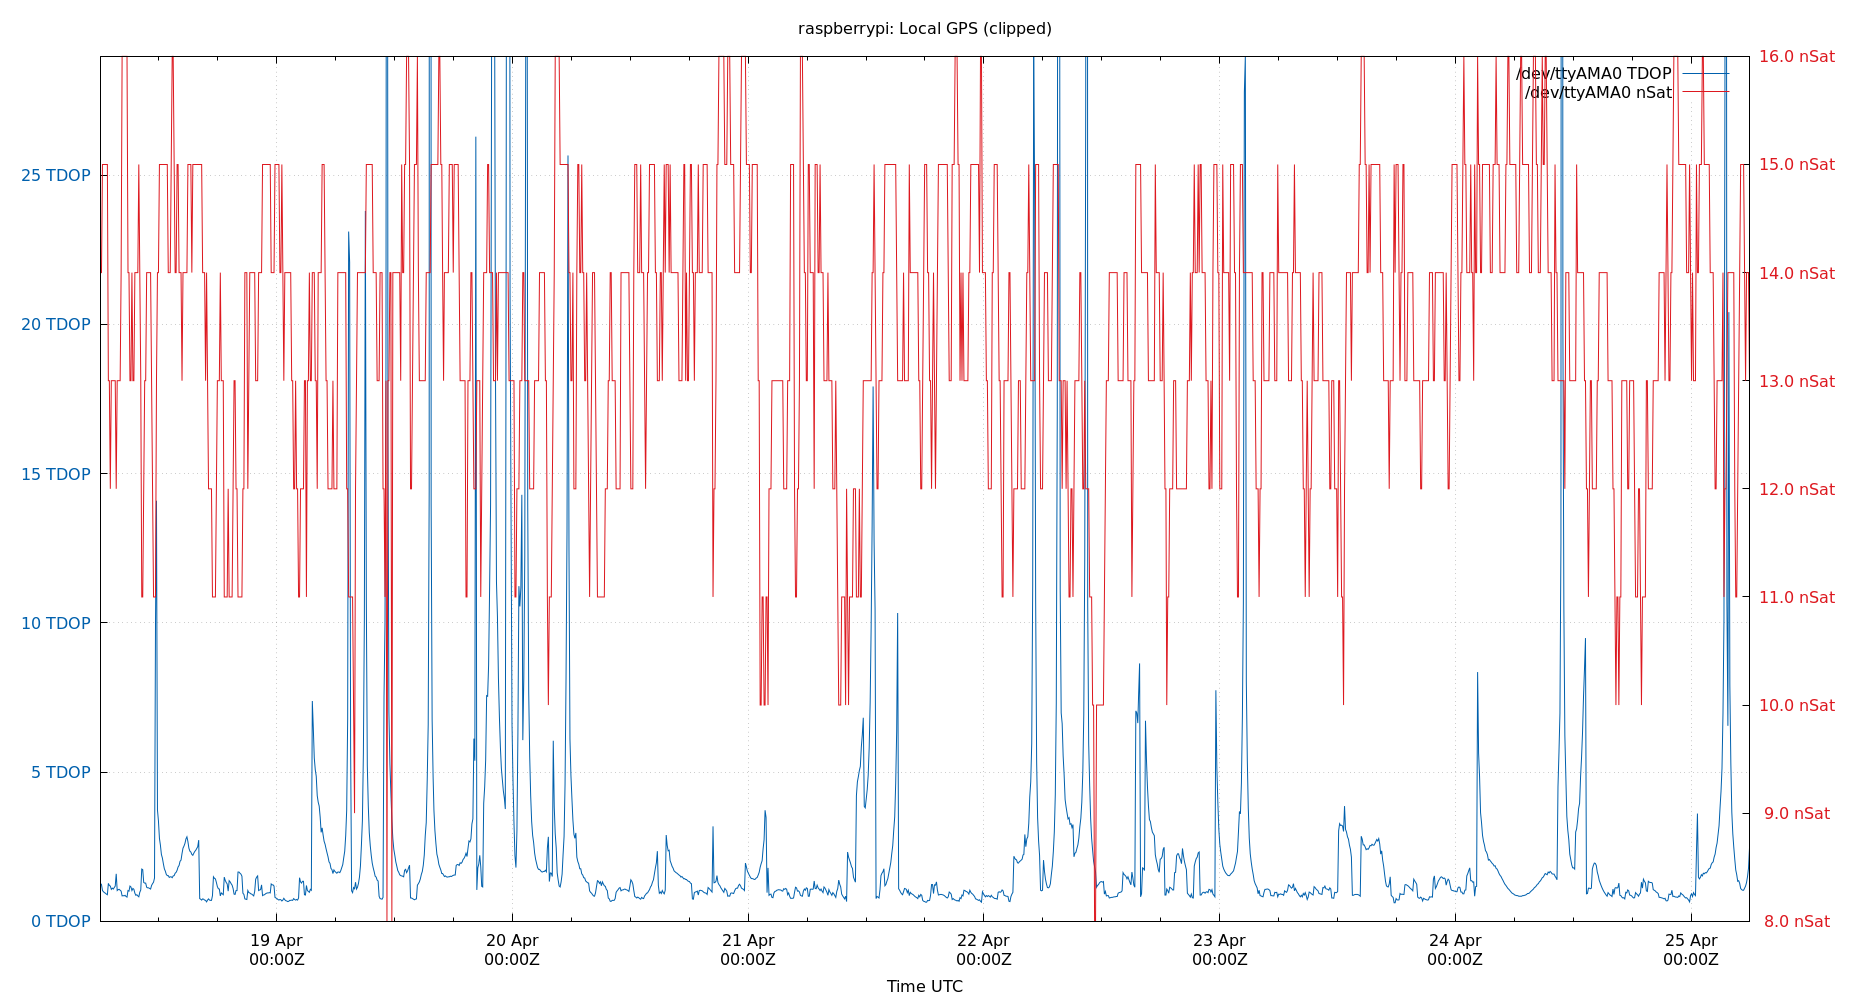 raspberrypi: Local GPS (clipped)
16.0 nSat
/dev/ttyAMA0 TDOP
/dev/ttyAMA0 nSat
15.0 nSat
25 TDOP
14.0 nSat
20 TDOP
13.0 nSat
15 TDOP
12.0 nSat
11.0 nSat
10 TDOP
10.0 nSat
5 TDOP
9.0 nSat
0 TDOP
8.0 nSat
19 Apr 20 Apr 21 Apr 22 Apr 23 Apr 24 Apr 25 Apr
00:00Z 00:00Z 00:00Z 00:00Z 00:00Z 00:00Z 00:00Z
Time UTC